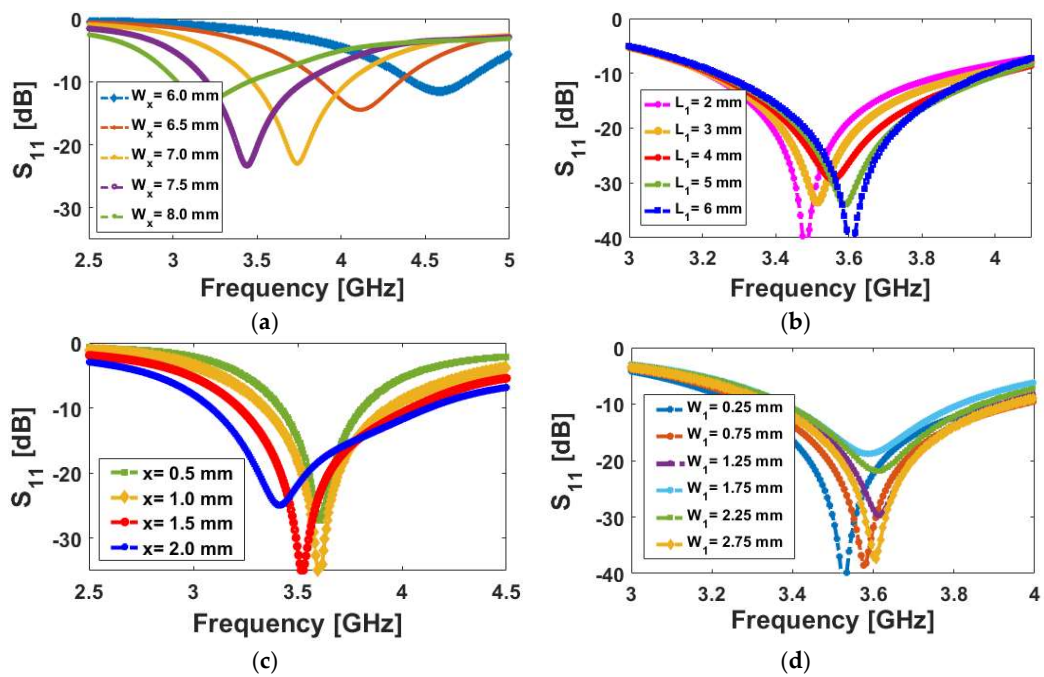 0
-10
-20
-30
S11 [dB]
Wx= 6.0 mm
Wx= 6.5 mm
Wx= 7.0 mm
Wx= 7.5 mm
Wx= 8.0 mm
2.5 3 3.5 4 4.5 5
Frequency [GHz]
(a)
0
-10
-20
-30
-40
S11 [dB]
L1= 2 mm
L1= 3 mm
L1= 4 mm
L1= 5 mm
L1= 6 mm
3 3.2 3.4 3.6 3.8 4
Frequency [GHz]
(b)
0
-10
-20
-30
S11 [dB]
x= 0.5 mm
x= 1.0 mm
x= 1.5 mm
x= 2.0 mm
2.5 3 3.5 4 4.5
Frequency [GHz]
(c)
0
-10
-20
-30
-40
S11 [dB]
W1= 0.25 mm
W1= 0.75 mm
W1= 1.25 mm
W1= 1.75 mm
W1= 2.25 mm
W1= 2.75 mm
3 3.2 3.4 3.6 3.8 4
Frequency [GHz]
(d)